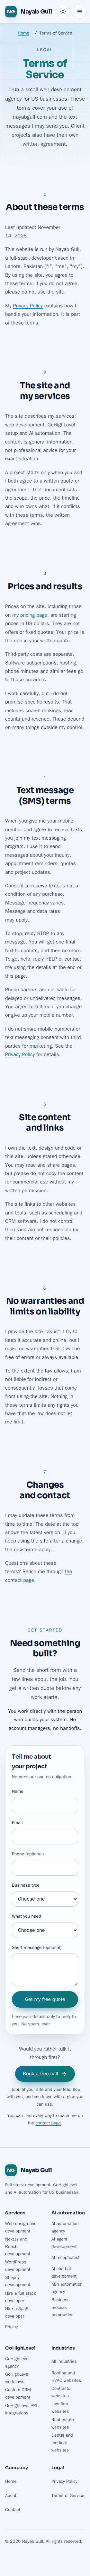 NG Nayab Gull
Home / Terms of Service
LEGAL
Terms of
Service
I run a small web development
agency for US businesses. These
terms cover your use of
nayabgull.com and the text
messages I may send you. Client
projects also have their own
written agreement.
1
About these terms
Last updated: November
14, 2026.
This website is run by Nayab Gull,
a full-stack developer based in
Lahore, Pakistan ("I", "me", "my").
By using the site, you agree to
these terms. If you do not agree,
please do not use the site.
My Privacy Policy explains how I
handle your information. It is part
of these terms.
2
The site and
my services
The site describes my services:
web development, GoHighLevel
setup and AI automation. The
content is general information,
not professional advice for your
exact situation.
A project starts only when you and
I both agree to a written quote or
agreement. That document sets
the scope, the price, the timeline
and who owns what. If it conflicts
with these terms, the written
agreement wins.
3
Prices and results
Prices on the site, including those
on my pricing page, are starting
prices in US dollars. They are not
offers or fixed quotes. Your price is
the one in your written quote.
Third-party costs are separate.
Software subscriptions, hosting,
phone minutes and similar fees go
to those providers.
I work carefully, but I do not
promise specific results. That
includes search rankings, lead
counts and revenue. Those depend
on many things outside my control.
4
Text message
(SMS) terms
When you give me your mobile
number and agree to receive texts,
you join my text messaging
program. I use it to send
messages about your inquiry,
appointment reminders, quotes
and project updates.
Consent to receive texts is not a
condition of any purchase.
Message frequency varies.
Message and data rates
may apply.
To stop, reply STOP to any
message. You will get one final
text to confirm, and then no more.
To get help, reply HELP or contact
me using the details at the end of
this page.
Phone carriers are not liable for
delayed or undelivered messages.
You agree to tell me if you change
or give up your mobile number.
I do not share mobile numbers or
text messaging consent with third
parties for marketing. See the
Privacy Policy for details.
5
Site content
and links
I own the text, design and code of
this site, unless stated otherwise.
You may read and share pages,
but please do not copy the site for
commercial use without my
written permission.
The site links to other websites
and tools, such as scheduling and
CRM software. I do not control
them and am not responsible for
their content or their policies.
6
No warranties and
limits on liability
I provide the site "as is". I try to
keep it accurate and online, but I
make no warranties that it will be
free of errors or always available.
To the extent the law allows, I am
not liable for indirect or
consequential losses that come
from using the site. Nothing in
these terms limits any rights you
have that the law does not let
me limit.
7
Changes
and contact
I may update these terms from
time to time. The date at the top
shows the latest version. If you
keep using the site after a change,
the new terms apply.
Questions about these
terms? Reach me through the
contact page.
GET STARTED
Need something
built?
Send the short form with a
few lines about the job, or
get a quote before any
work starts.
You work directly with the person
who builds your system. No
account managers, no handoffs.
Tell me about
your project
No pressure and no obligation.
Name
Email
Phone (optional)
Business type
Choose one
What you need
Choose one
Short message (optional)
Get my free quote
I use your details only to reply to
you. No spam, ever.
Would you rather talk it
through first?
Book a free call →
I look at your site and your lead flow
with you, and you leave with a plan you
can use.
You can find every way to reach me on
the contact page.
NG Nayab Gull
Full-stack development, GoHighLevel
and AI automation for US businesses.
Services
Web design and
development
Next.js and
React
development
WordPress
development
Shopify
development
Hire a full stack
developer
Hire a SaaS
developer
Pricing
AI automation
AI automation
agency
AI agent
development
AI receptionist
AI chatbot
development
n8n automation
agency
Business
process
automation
GoHighLevel
GoHighLevel
agency
GoHighLevel
workflows
Custom CRM
development
GoHighLevel API
integrations
Industries
All industries
Roofing and
HVAC websites
Contractor
websites
Law firm
websites
Real estate
websites
Dental and
medical
websites
Company
Home
About
Contact
Legal
Privacy Policy
Terms of Service
© 2026 Nayab Gull. All rights reserved.